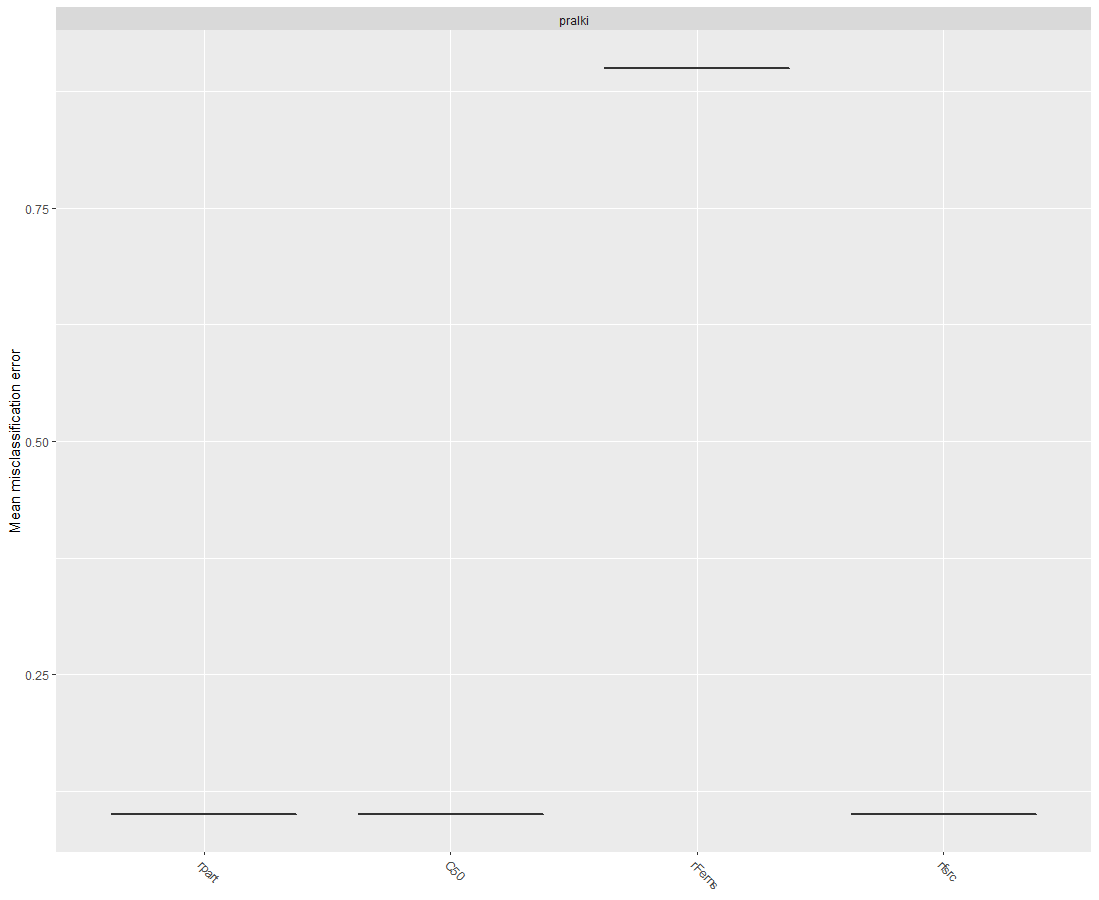 pralki
Mean misclassification error
0.75
0.50
0.25
rpart
C50
rFerns
rfsrc